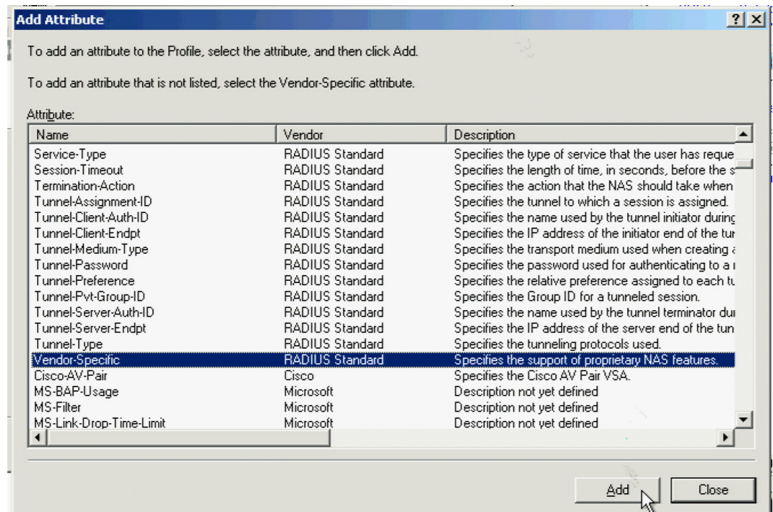 Add Attribute
To add an attribute to the Profile, select the attribute, and then click Add.
To add an attribute that is not listed, select the Vendor-Specific attribute.
Attribute:
Name Vendor Description
Service-Type RADIUS Standard Specifies the type of service that the user has reque
Session-Timeout RADIUS Standard Specifies the length of time, in seconds, before the s
Termination-Action RADIUS Standard Specifies the action that the NAS should take when
Tunnel-Assignment-ID RADIUS Standard Specifies the tunnel to which a session is assigned.
Tunnel-Client-Auth-ID RADIUS Standard Specifies the name used by the tunnel initiator during
Tunnel-Client-Endpt RADIUS Standard Specifies the IP address of the initiator end of the tur
Tunnel-Medium-Type RADIUS Standard Specifies the transport medium used when creating a
Tunnel-Password RADIUS Standard Specifies the password used for authenticating to a r
Tunnel-Preference RADIUS Standard Specifies the relative preference assigned to each tu
Tunnel-Pvt-Group-ID RADIUS Standard Specifies the Group ID for a tunneled session.
Tunnel-Server-Auth-ID RADIUS Standard Specifies the name used by the tunnel terminator dur
Tunnel-Server-Endpt RADIUS Standard Specifies the IP address of the server end of the tun
Tunnel-Type RADIUS Standard Specifies the tunneling protocols used.
Vendor-Specific RADIUS Standard Specifies the support of proprietary NAS features.
Cisco-AV-Pair Cisco Specifies the Cisco AV Pair VSA.
MS-BAP-Usage Microsoft Description not yet defined
MS-Filter Microsoft Description not yet defined
MS-Link-Drop-Time-Limit Microsoft Description not yet defined
Add Close